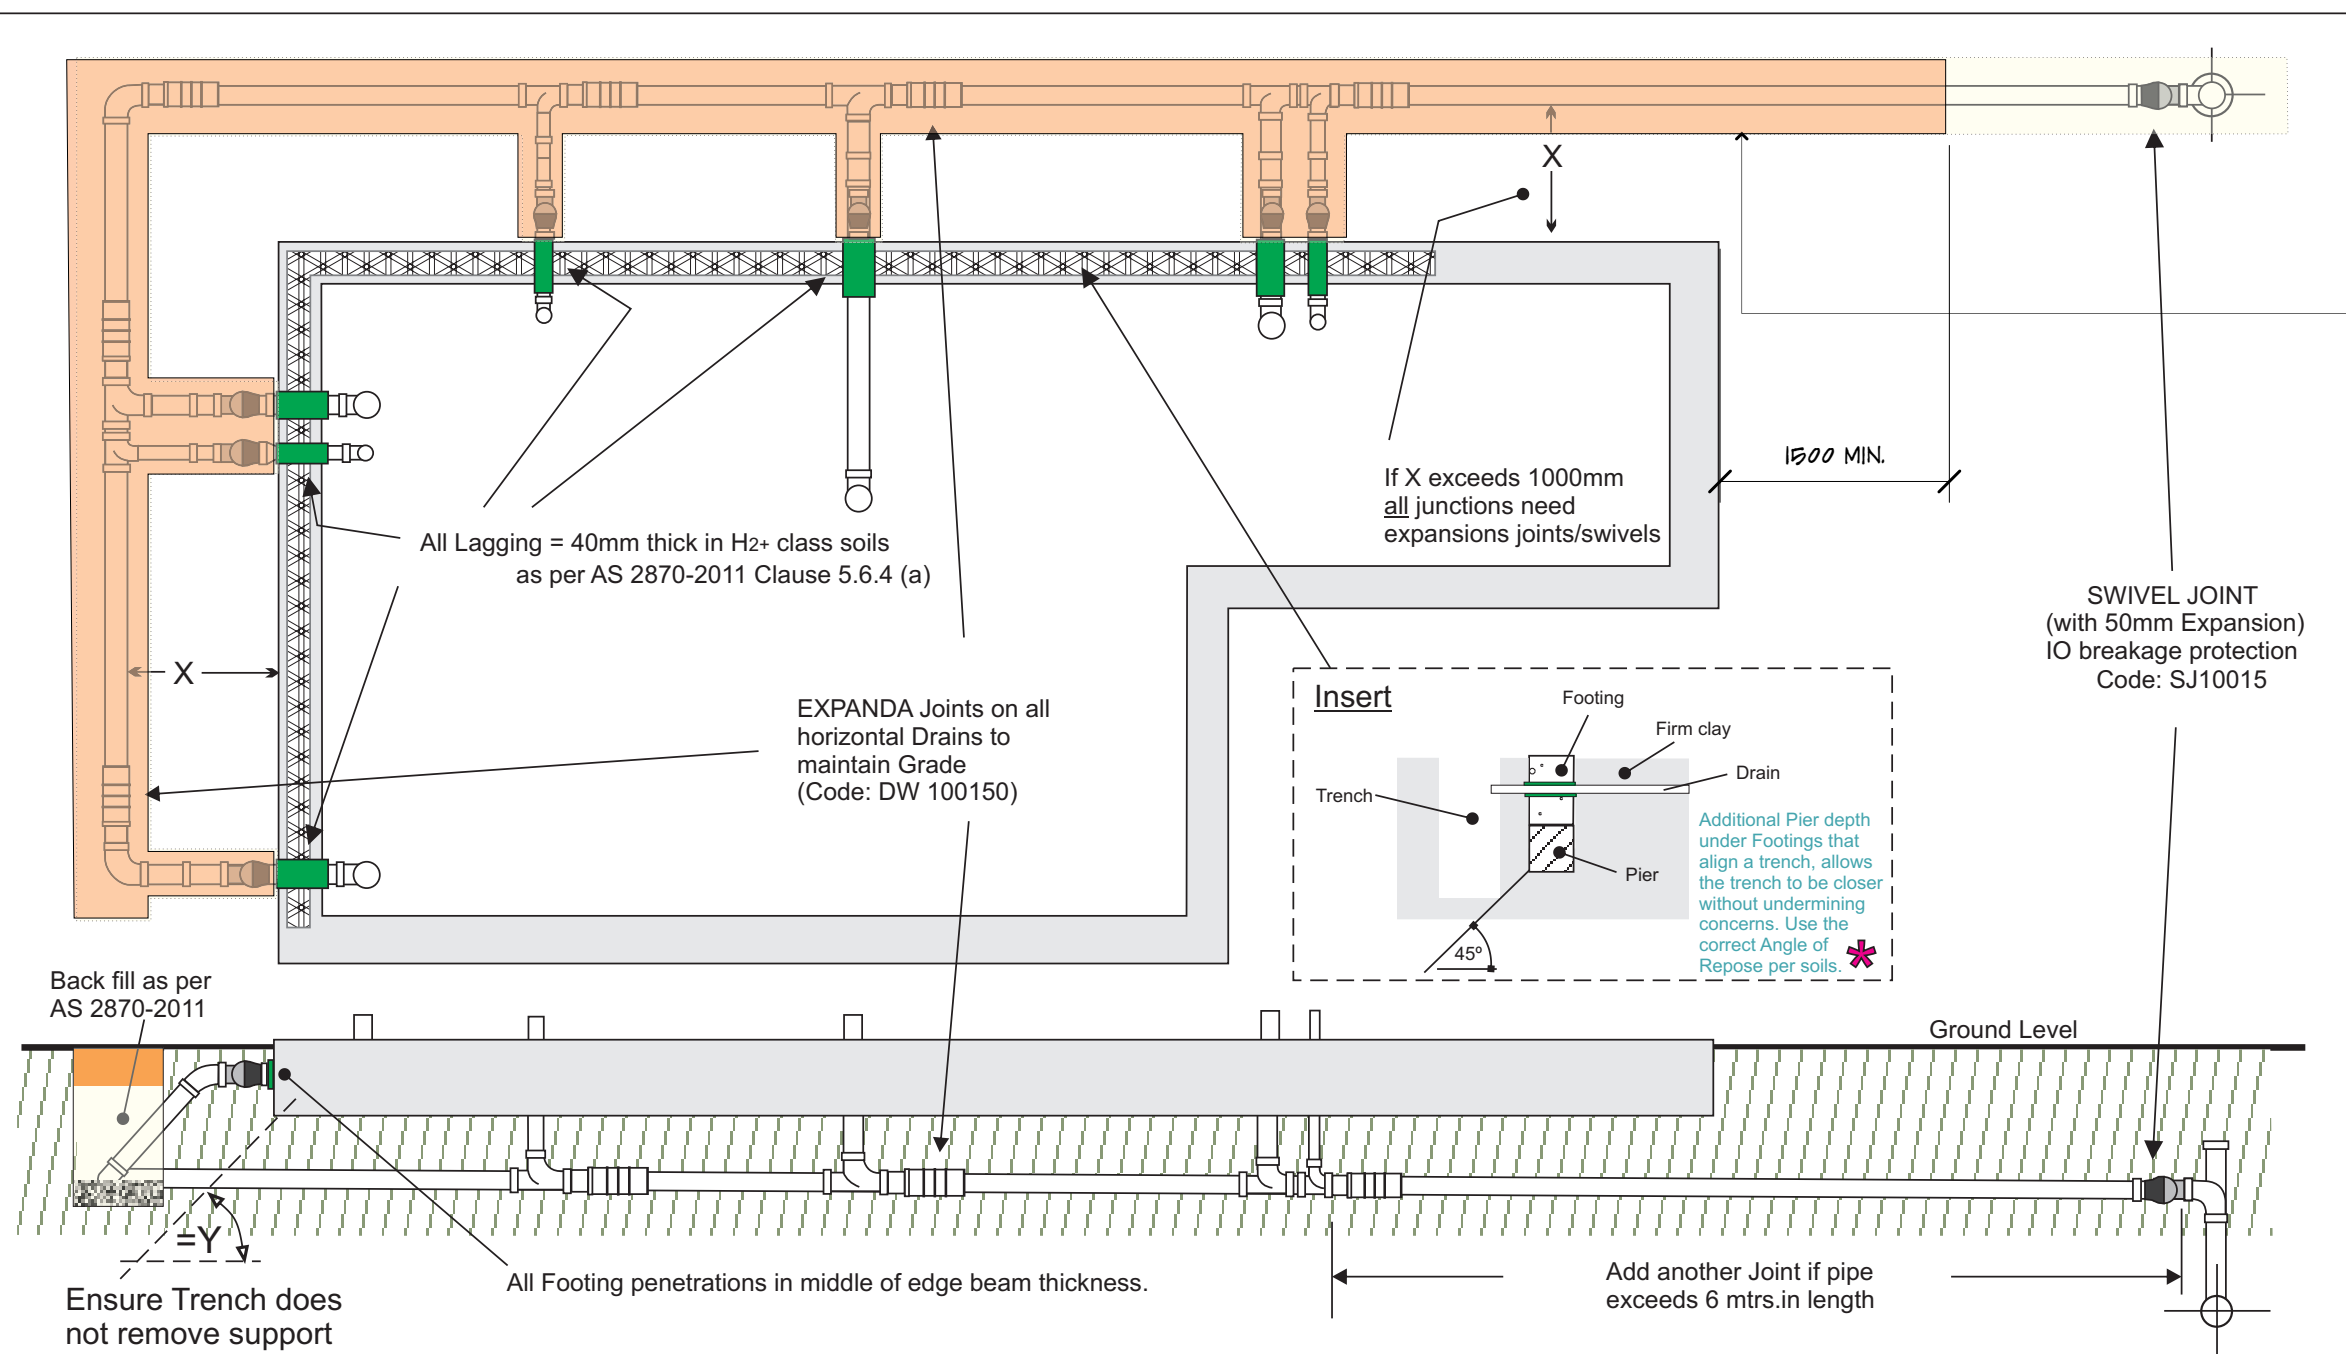 X
1500 MIN.
If X exceeds 1000mm
all junctions need
expansions joints/swivels
All Lagging = 40mm thick in H2+ class soils
as per AS 2870-2011 Clause 5.6.4 (a)
SWIVEL JOINT
(with 50mm Expansion)
IO breakage protection
Code: SJ10015
X
EXPANDA Joints on all
horizontal Drains to
maintain Grade
(Code: DW 100150)
Insert
Footing
Firm clay
Drain
Trench
Pier
45º
Additional Pier depth
under Footings that
align a trench, allows
the trench to be closer
without undermining
concerns. Use the
correct Angle of
Repose per soils.
*
Back fill as per
AS 2870-2011
Ground Level
=Y
All Footing penetrations in middle of edge beam thickness.
Add another Joint if pipe
exceeds 6 mtrs.in length
Ensure Trench does
not remove support